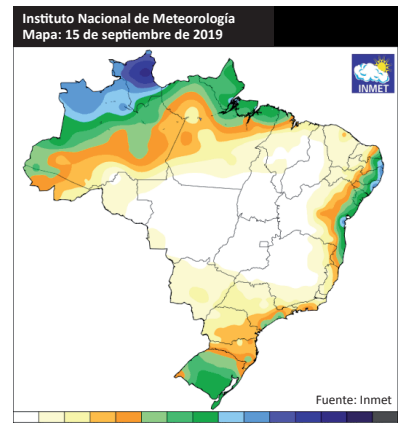 Instituto Nacional de Meteorología
Mapa: 15 de septiembre de 2019
INMET
Fuente: Inmet